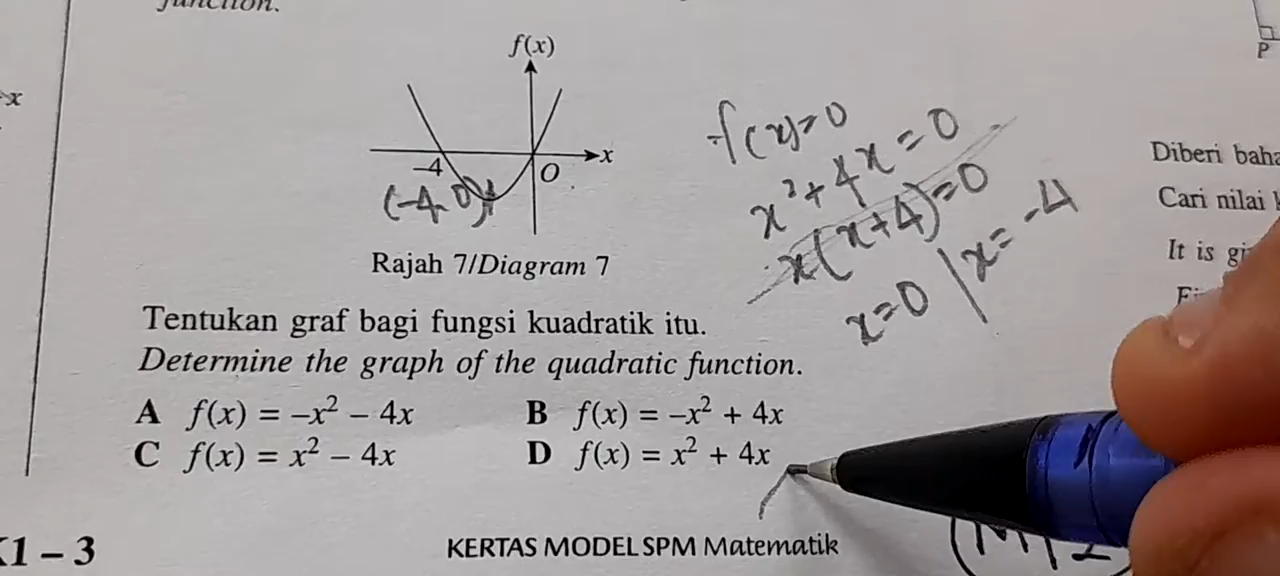 function.
f(x)
x
-4
O
x
(-4, 0)
Rajah 7/Diagram 7
f(x)=0
x² + 4x = 0
x(x+4)=0
x=0 | x= -4
Tentukan graf bagi fungsi kuadratik itu.
Determine the graph of the quadratic function.
A f(x) = –x² – 4x
B f(x) = –x² + 4x
C f(x) = x² – 4x
D f(x) = x² + 4x
1 – 3
KERTAS MODEL SPM Matematik
P
Diberi baha
Cari nilai
It is gi